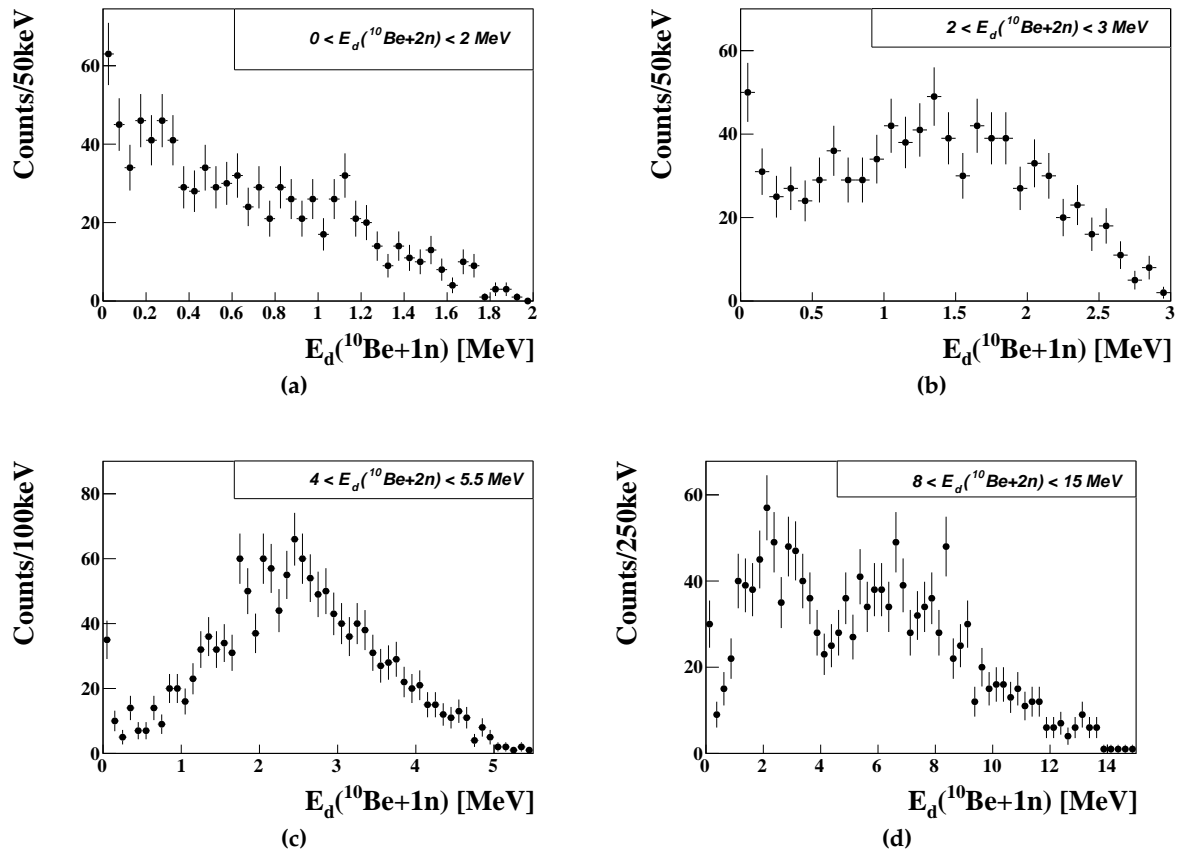 Counts/50keV
0 < E_d(^10Be+2n) < 2 MeV
60
40
20
0
0 0.2 0.4 0.6 0.8 1 1.2 1.4 1.6 1.8 2
E_d(^10Be+1n) [MeV]
(a)
Counts/50keV
2 < E_d(^10Be+2n) < 3 MeV
60
40
20
0
0 0.5 1 1.5 2 2.5 3
E_d(^10Be+1n) [MeV]
(b)
Counts/100keV
4 < E_d(^10Be+2n) < 5.5 MeV
80
60
40
20
0
0 1 2 3 4 5
E_d(^10Be+1n) [MeV]
(c)
Counts/250keV
8 < E_d(^10Be+2n) < 15 MeV
60
40
20
0
0 2 4 6 8 10 12 14
E_d(^10Be+1n) [MeV]
(d)